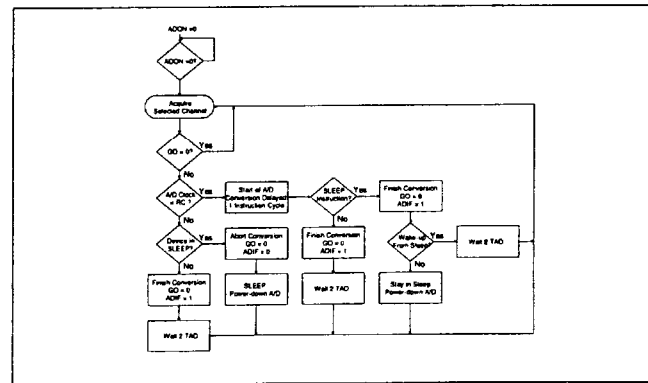 ADON =0
ADON =0?
Acquire
Selected Channel
GO = 0?
Yes
No
A/D Clock
= RC ?
Yes
Start of A/D
Conversion Delayed
1 Instruction Cycle
SLEEP
Instruction?
Yes
Finish Conversion
GO = 0
ADIF = 1
No
No
Device in
SLEEP?
Yes
Abort Conversion
GO = 0
ADIF = 0
Finish Conversion
GO = 0
ADIF = 1
Wake-up
From Sleep?
Yes
Wait 2 TAD
No
No
Finish Conversion
GO = 0
ADIF = 1
SLEEP
Power-down A/D
Wait 2 TAD
Stay in Sleep
Power-down A/D
Wait 2 TAD